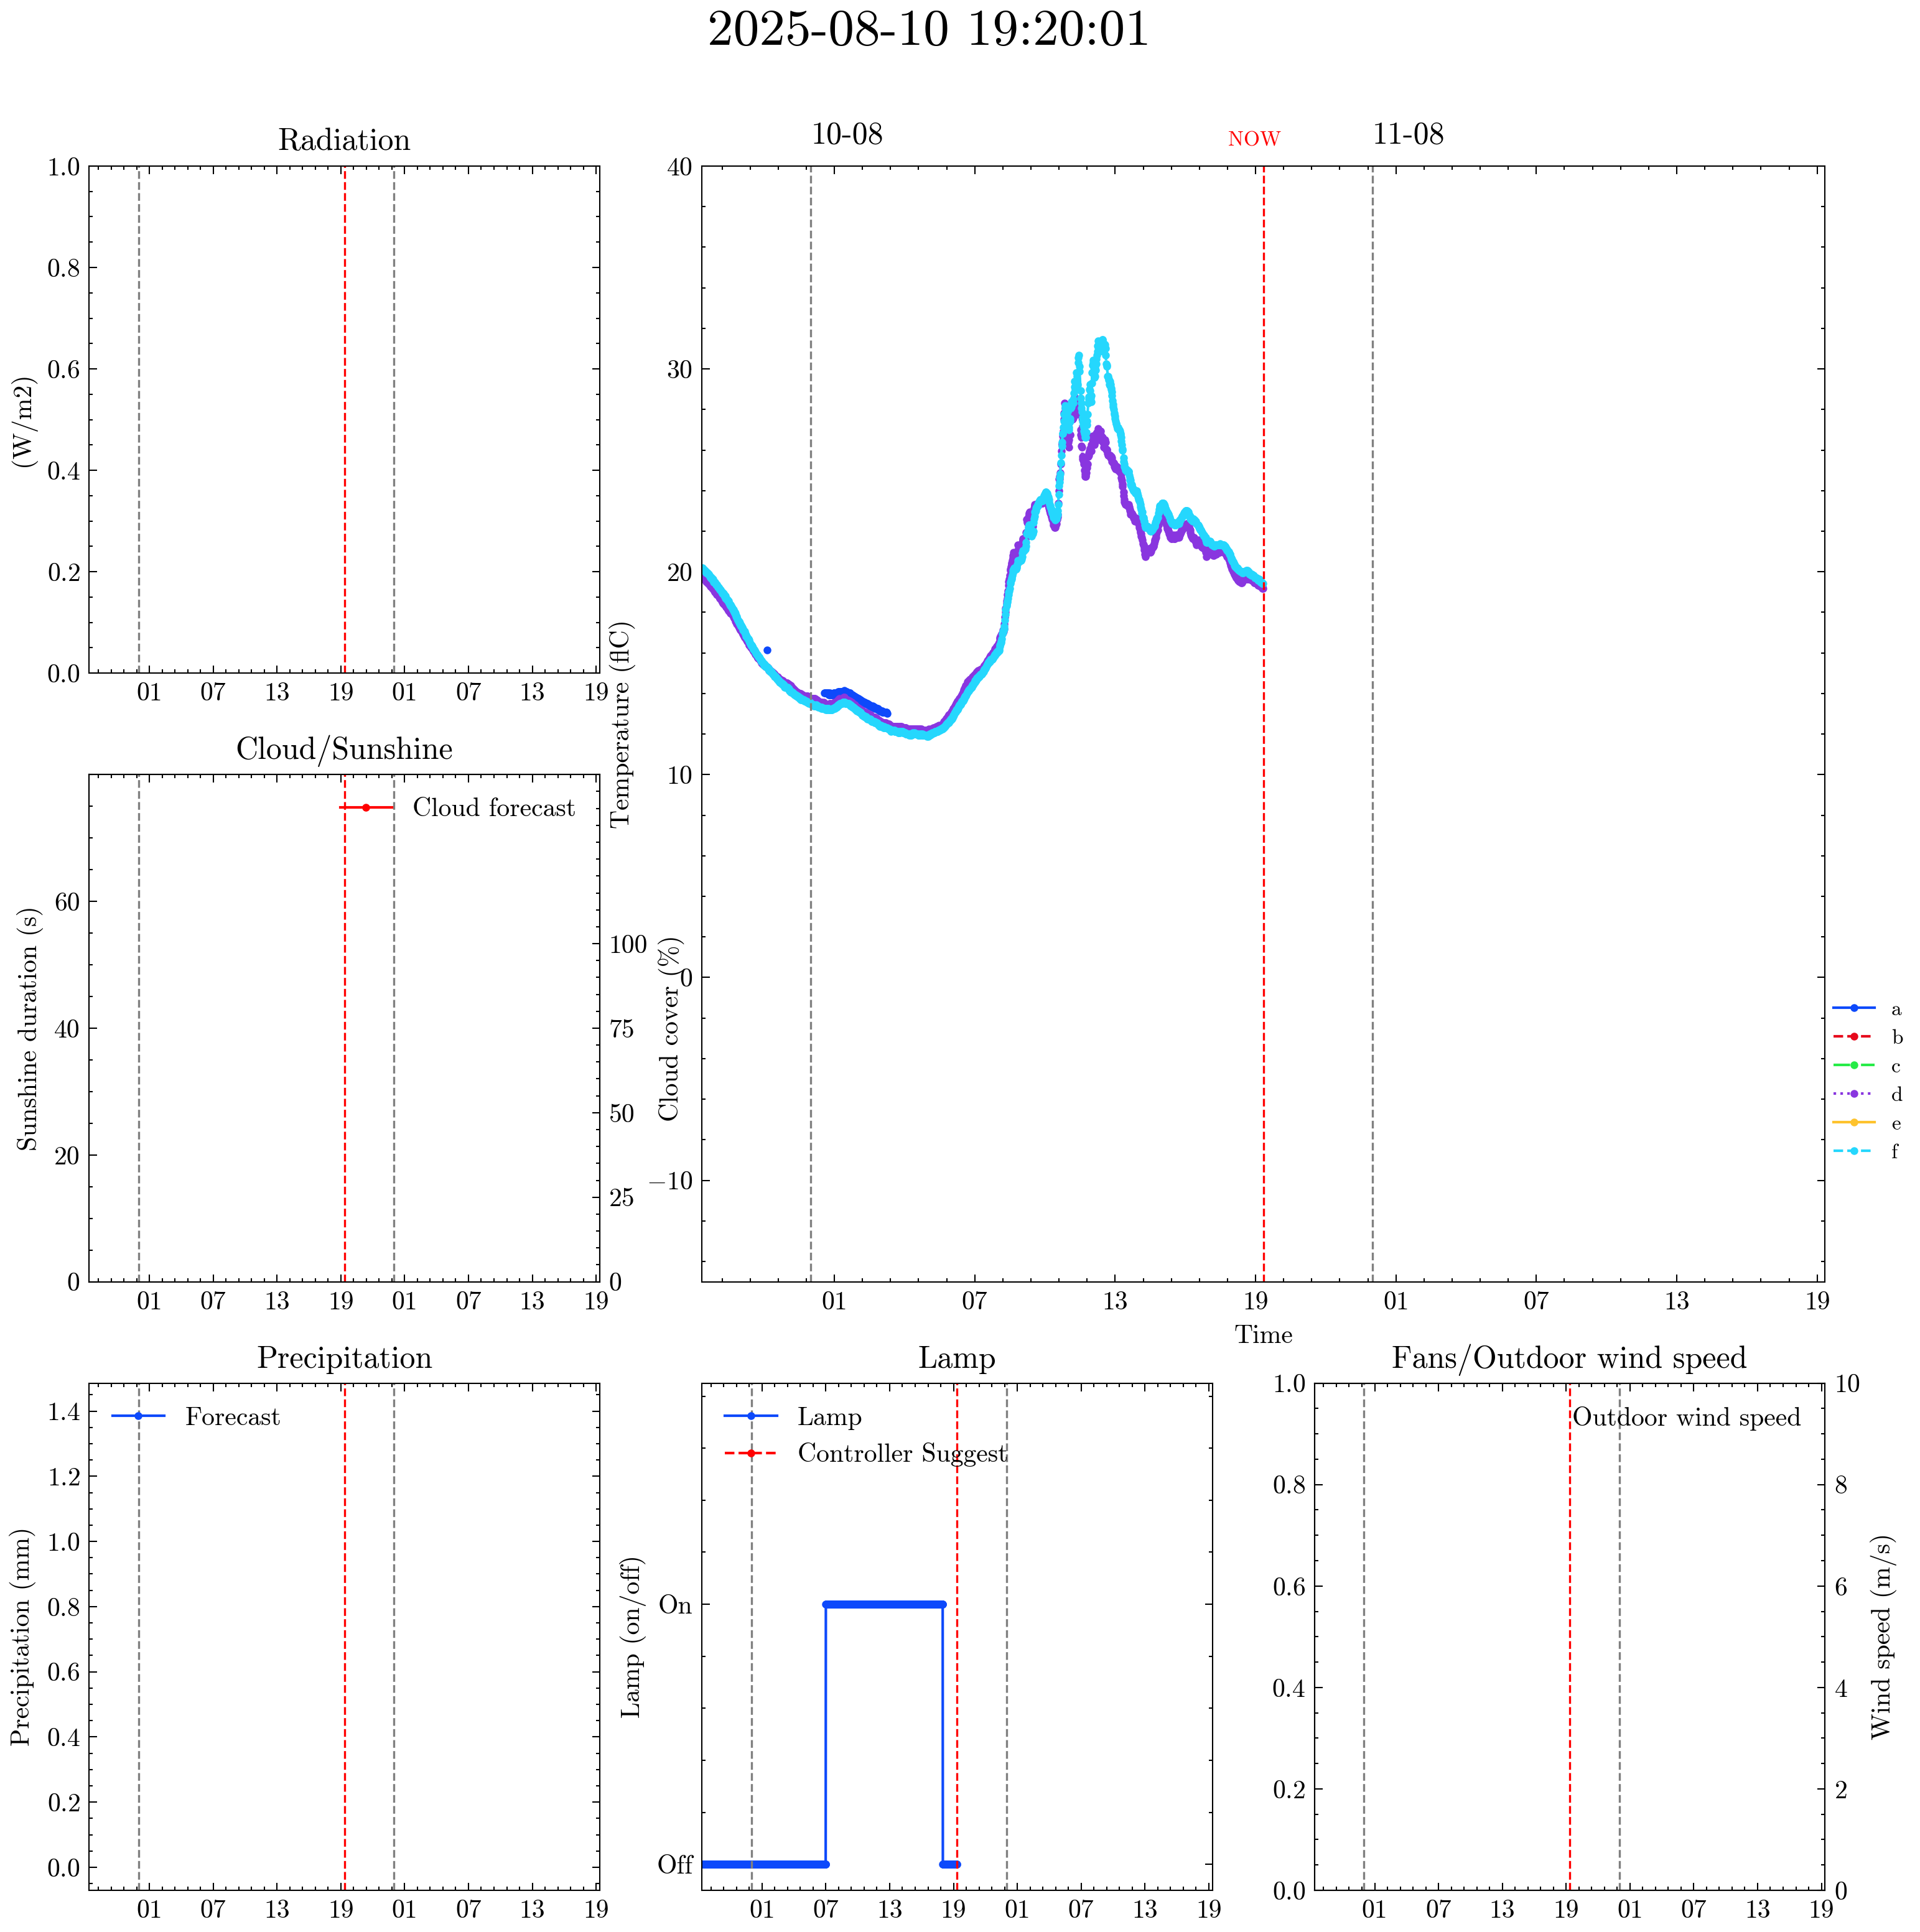 2025-08-10 19:20:01
Radiation
1.0
0.8
0.6
0.4
0.2
0.0
(W/m2)
01 07 13 19 01 07 13 19
10-08
NOW
11-08
40
30
20
10
0
−10
Temperature (flC)
01 07 13 19 01 07 13 19
Time
a
b
c
d
e
f
Cloud/Sunshine
Cloud forecast
60
40
20
0
Sunshine duration (s)
100
75
50
25
0
Cloud cover (%)
01 07 13 19 01 07 13 19
Precipitation
Forecast
1.4
1.2
1.0
0.8
0.6
0.4
0.2
0.0
Precipitation (mm)
01 07 13 19 01 07 13 19
Lamp
Lamp
Controller Suggest
On
Off
Lamp (on/off)
01 07 13 19 01 07 13 19
Fans/Outdoor wind speed
Outdoor wind speed
1.0
0.8
0.6
0.4
0.2
0.0
10
8
6
4
2
0
Wind speed (m/s)
01 07 13 19 01 07 13 19